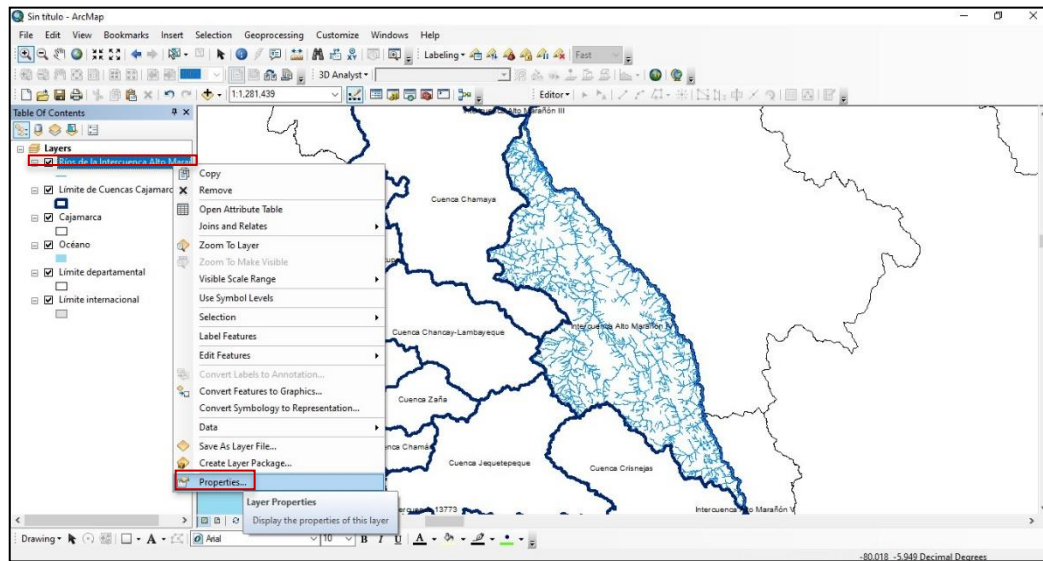 Sin título - ArcMap
File Edit View Bookmarks Insert Selection Geoprocessing Customize Windows Help
Labeling Fast
3D Analyst
1:1,281,439 Editor
Table Of Contents
Layers
Ríos de la Intercuenca Alto Marañ
Límite de Cuencas Cajamarc
Cajamarca
Océano
Límite departamental
Límite internacional
Copy
Remove
Open Attribute Table
Joins and Relates
Zoom To Layer
Zoom To Make Visible
Visible Scale Range
Use Symbol Levels
Selection
Label Features
Edit Features
Convert Labels to Annotation...
Convert Features to Graphics...
Convert Symbology to Representation...
Data
Save As Layer File...
Create Layer Package...
Properties...
Layer Properties
Display the properties of this layer
Marañón III
Cuenca Chamaya
Cuenca Chancay-Lambayeque
Intercuenca Alto Marañón IV
Cuenca Zaña
Cuenca Jequetepeque
Cuenca Crisnejas
13773
Intercuenca Alto Marañón V
Drawing A Arial 10 B I U A
-80.018 -5.949 Decimal Degrees